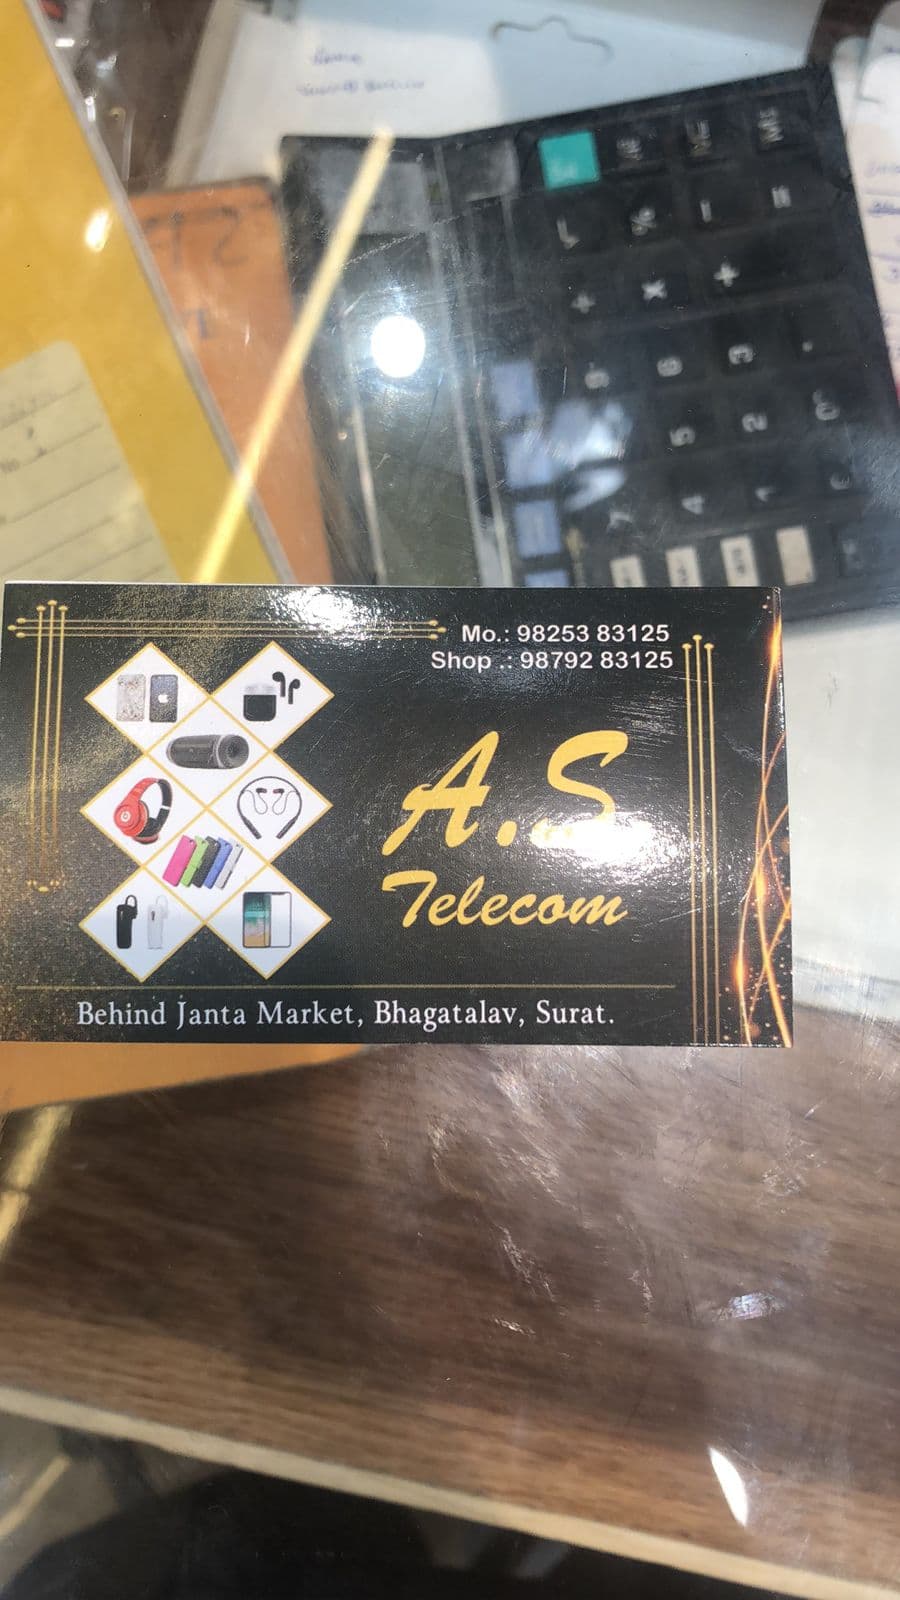 Mo.: 98253 83125
Shop .: 98792 83125
A.S
Telecom
Behind Janta Market, Bhagatalav, Surat.